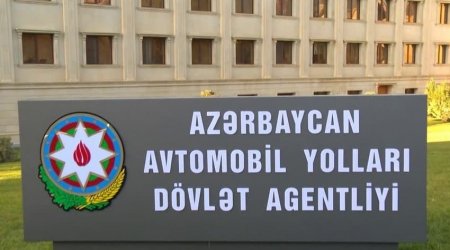 AZƏRBAYCAN
AVTOMOBİL YOLLARI
DÖVLƏT AGENTLİYİ